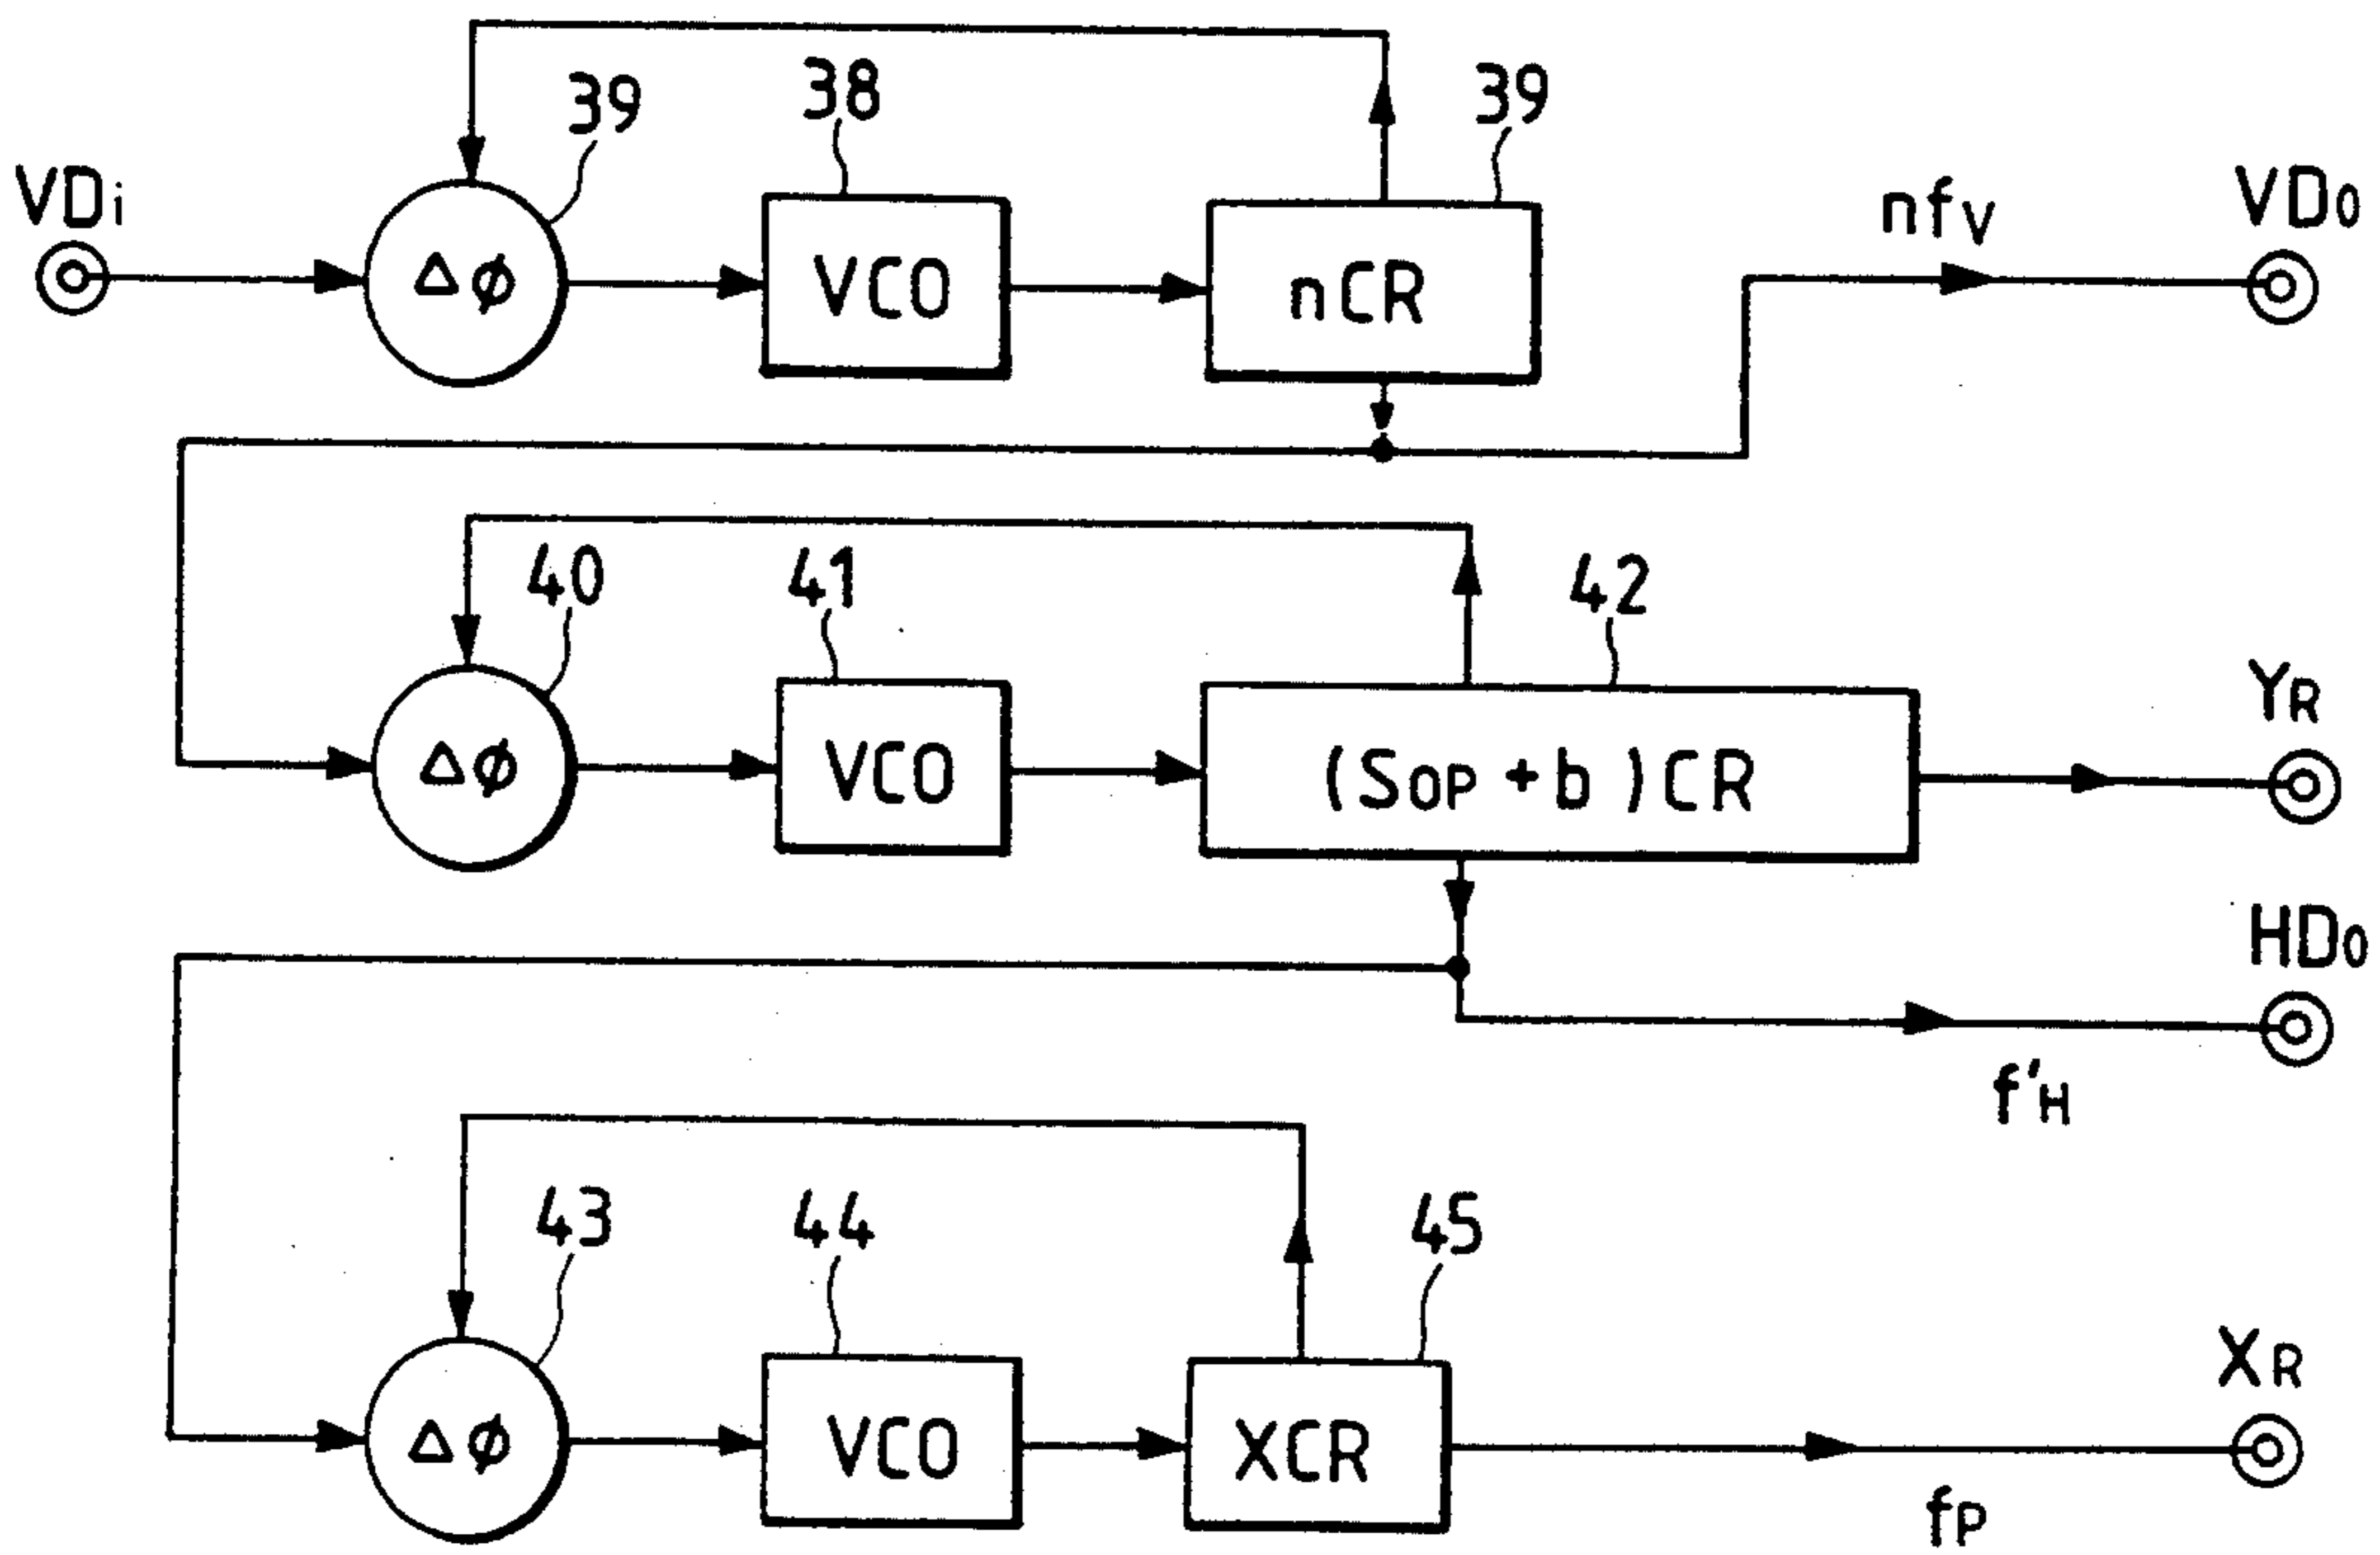 39
38
39
VDi
Δφ
VCO
nCR
nfV
VD0
40
41
42
Δφ
VCO
(SOP+b)CR
YR
HD0
f'H
43
44
45
Δφ
VCO
XCR
XR
fP